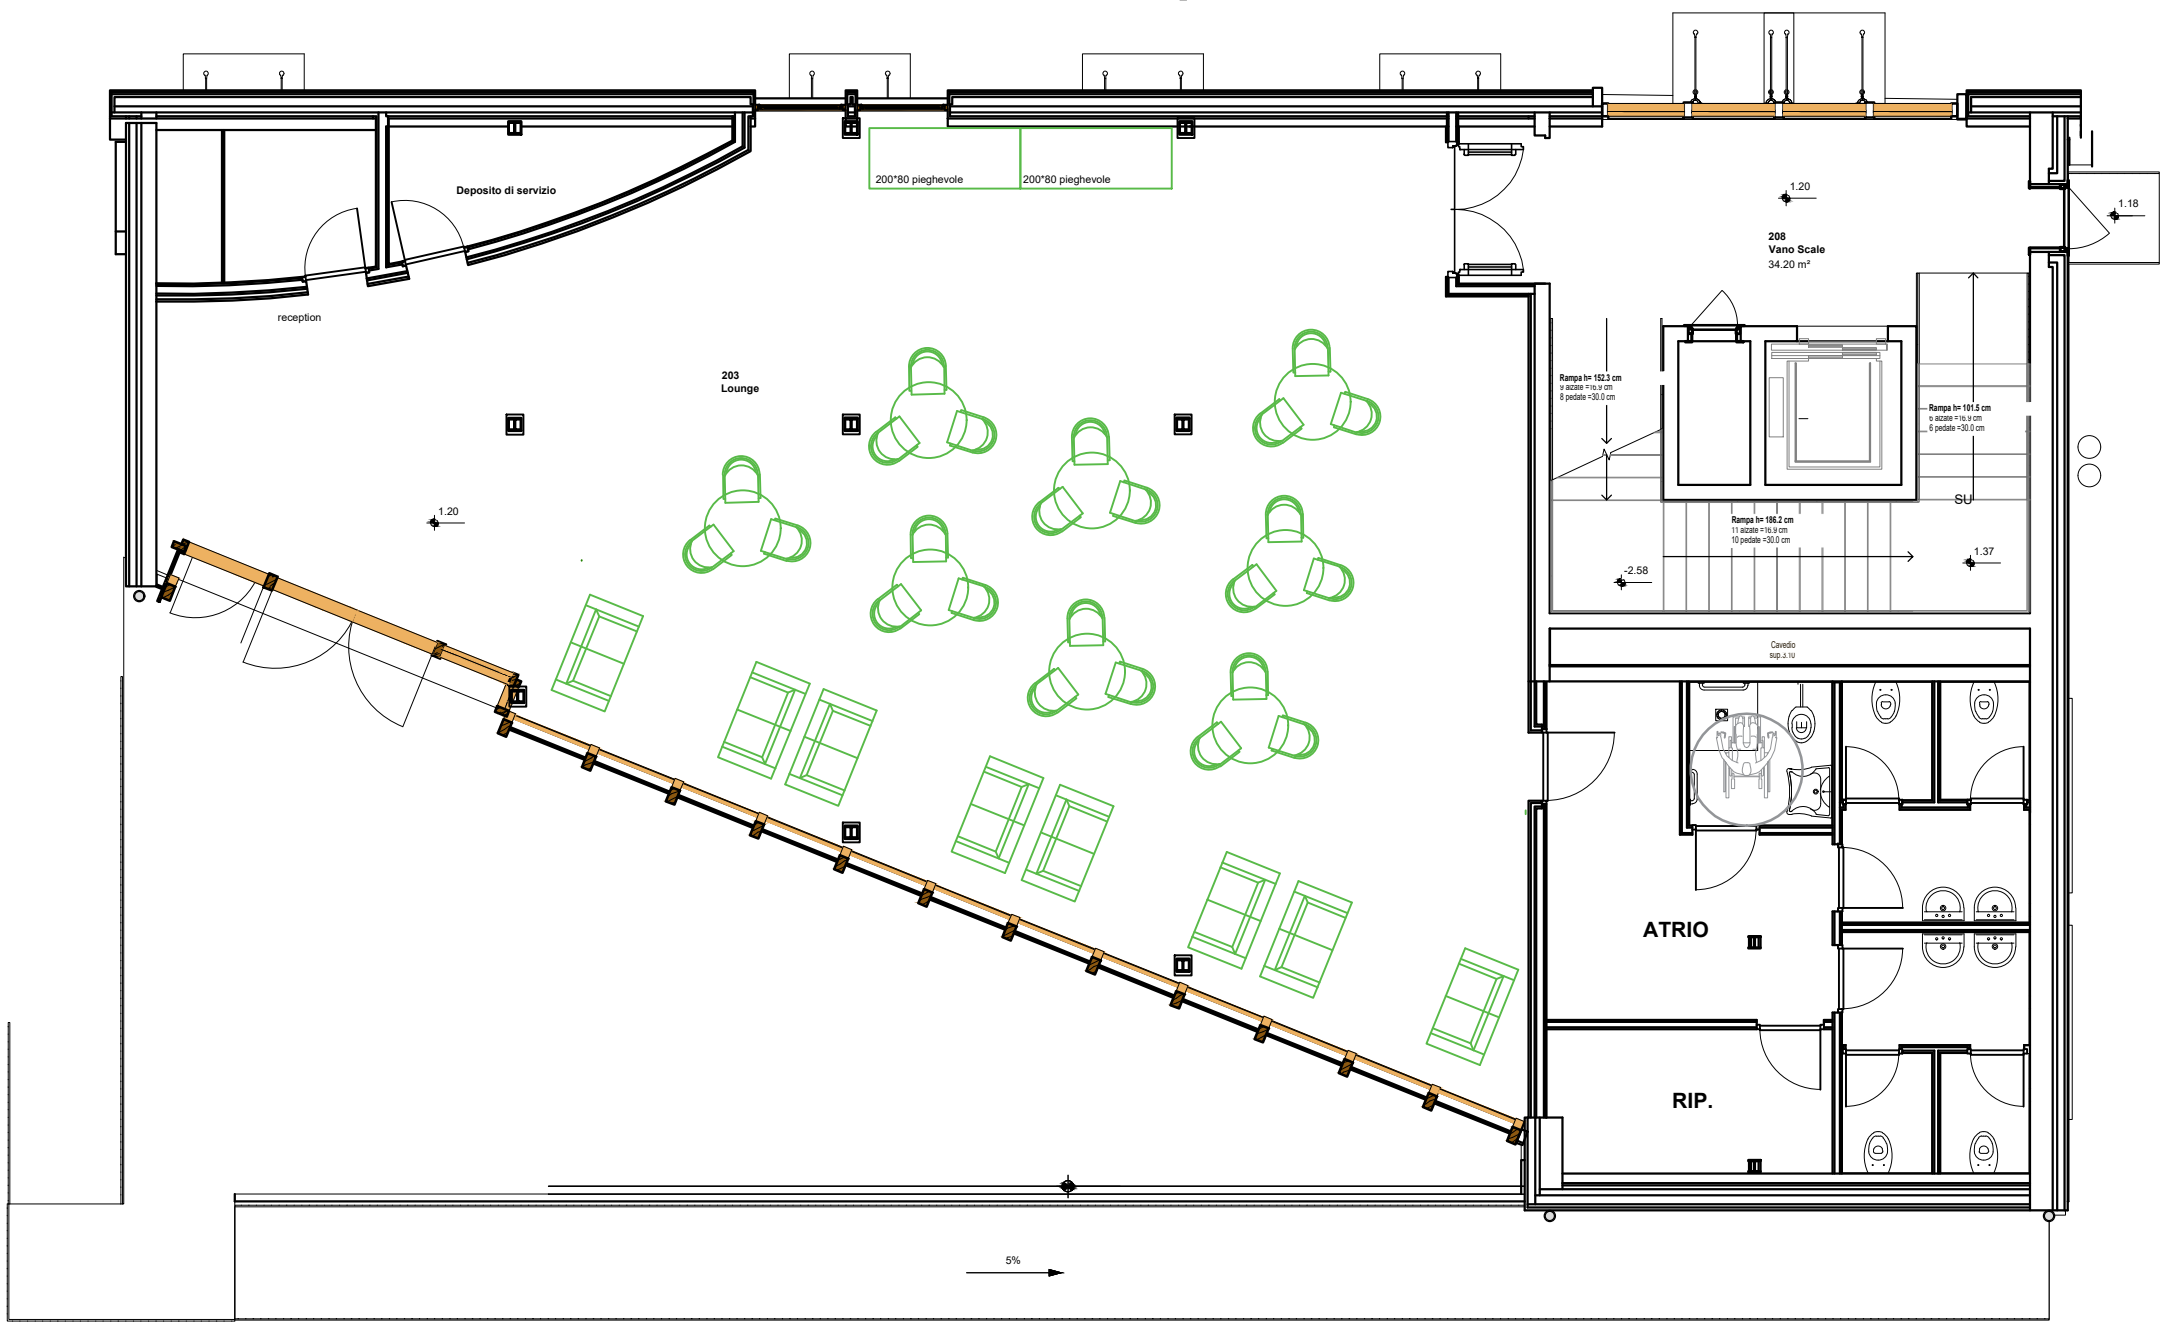 Deposito di servizio
200*80 pieghevole
200*80 pieghevole
1.20
1.18
208
Vano Scale
34.20 m²
reception
203
Lounge
Rampa h= 152.3 cm
9 alzate =16.9 cm
8 pedate =30.0 cm
Rampa h= 101.5 cm
6 alzate =16.9 cm
6 pedate =30.0 cm
SU
1.20
Rampa h= 186.2 cm
11 alzate =16.9 cm
10 pedate =30.0 cm
1.37
-2.58
Cavedio
sup.3.10
ATRIO
RIP.
5%